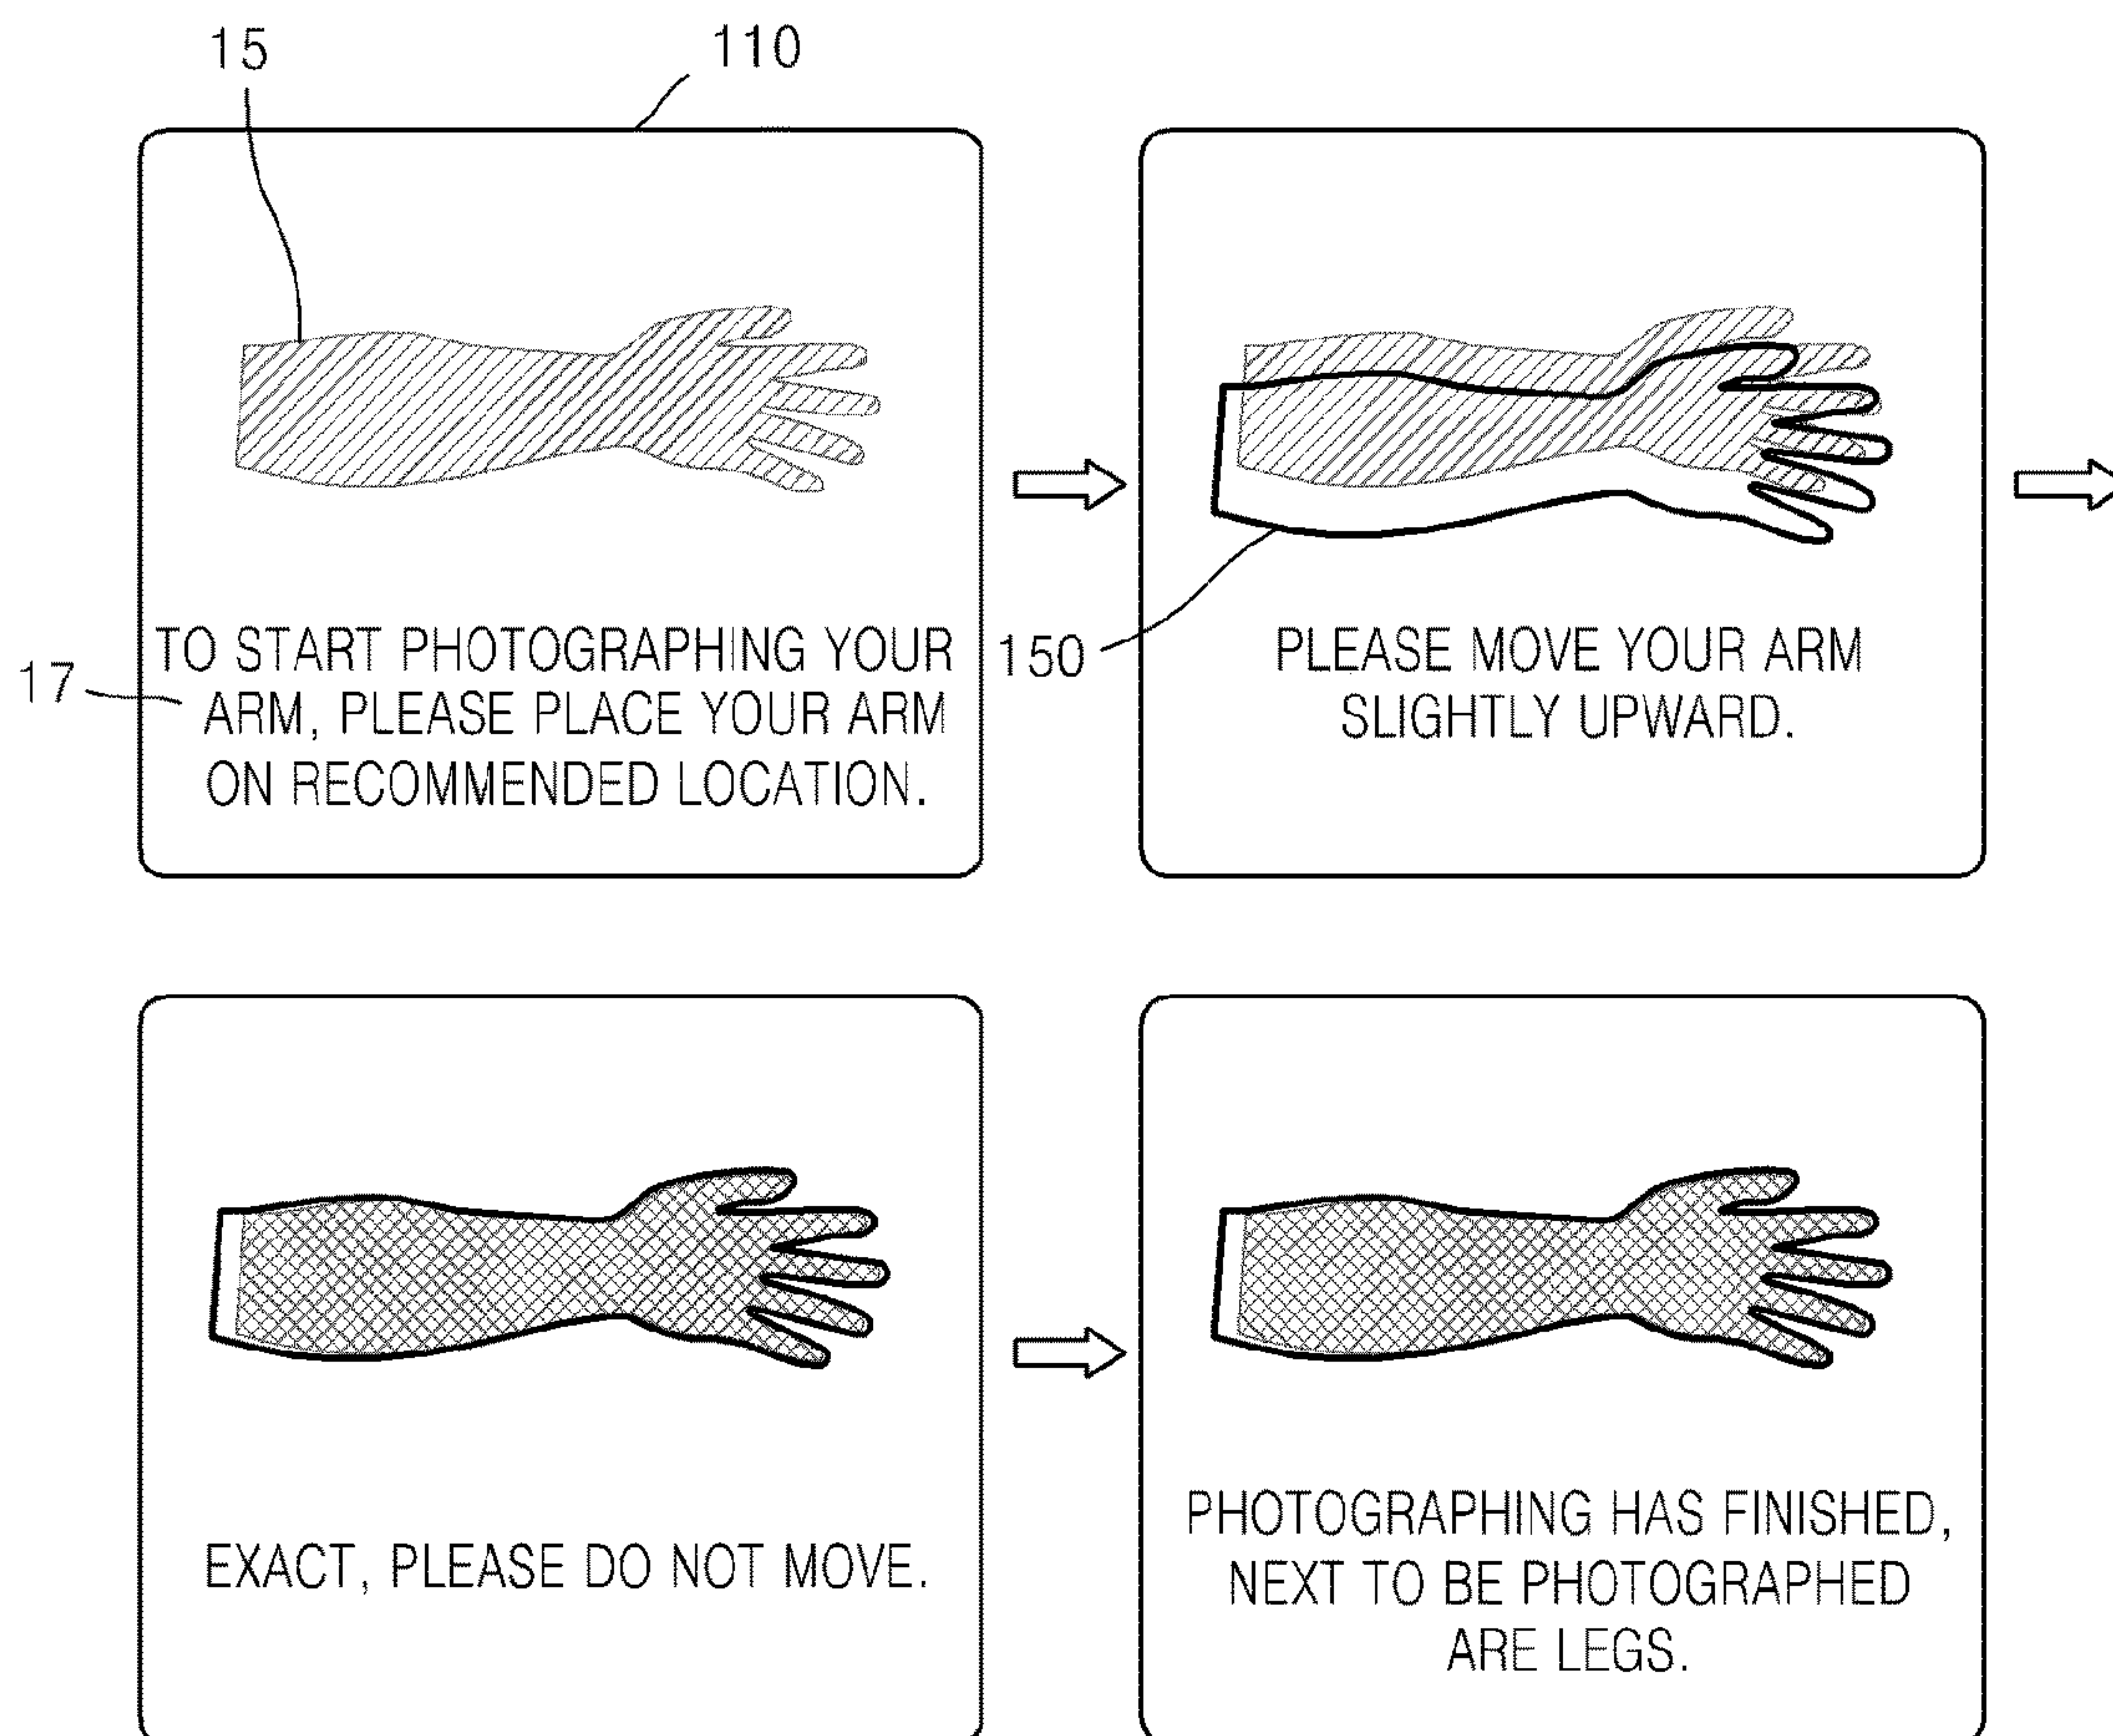 15
110
TO START PHOTOGRAPHING YOUR
17
ARM, PLEASE PLACE YOUR ARM
ON RECOMMENDED LOCATION.
150
PLEASE MOVE YOUR ARM
SLIGHTLY UPWARD.
EXACT, PLEASE DO NOT MOVE.
PHOTOGRAPHING HAS FINISHED,
NEXT TO BE PHOTOGRAPHED
ARE LEGS.